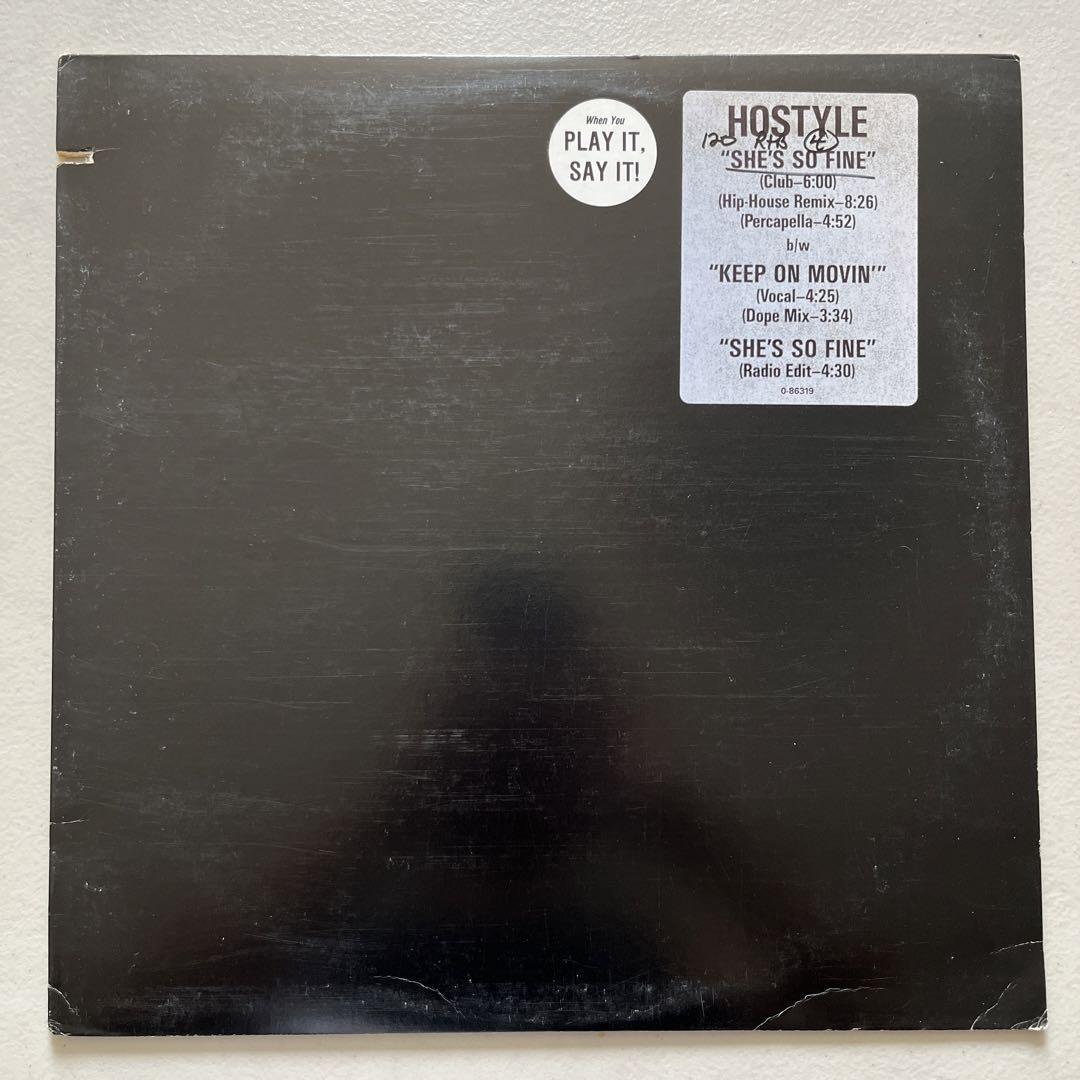 When You
PLAY IT,
SAY IT!
HOSTYLE
120
"SHE'S SO FINE"
(Club–6:00)
(Hip-House Remix–8:26)
(Percapella–4:52)
b/w
"KEEP ON MOVIN'"
(Vocal–4:25)
(Dope Mix–3:34)
"SHE'S SO FINE"
(Radio Edit–4:30)
0-86319